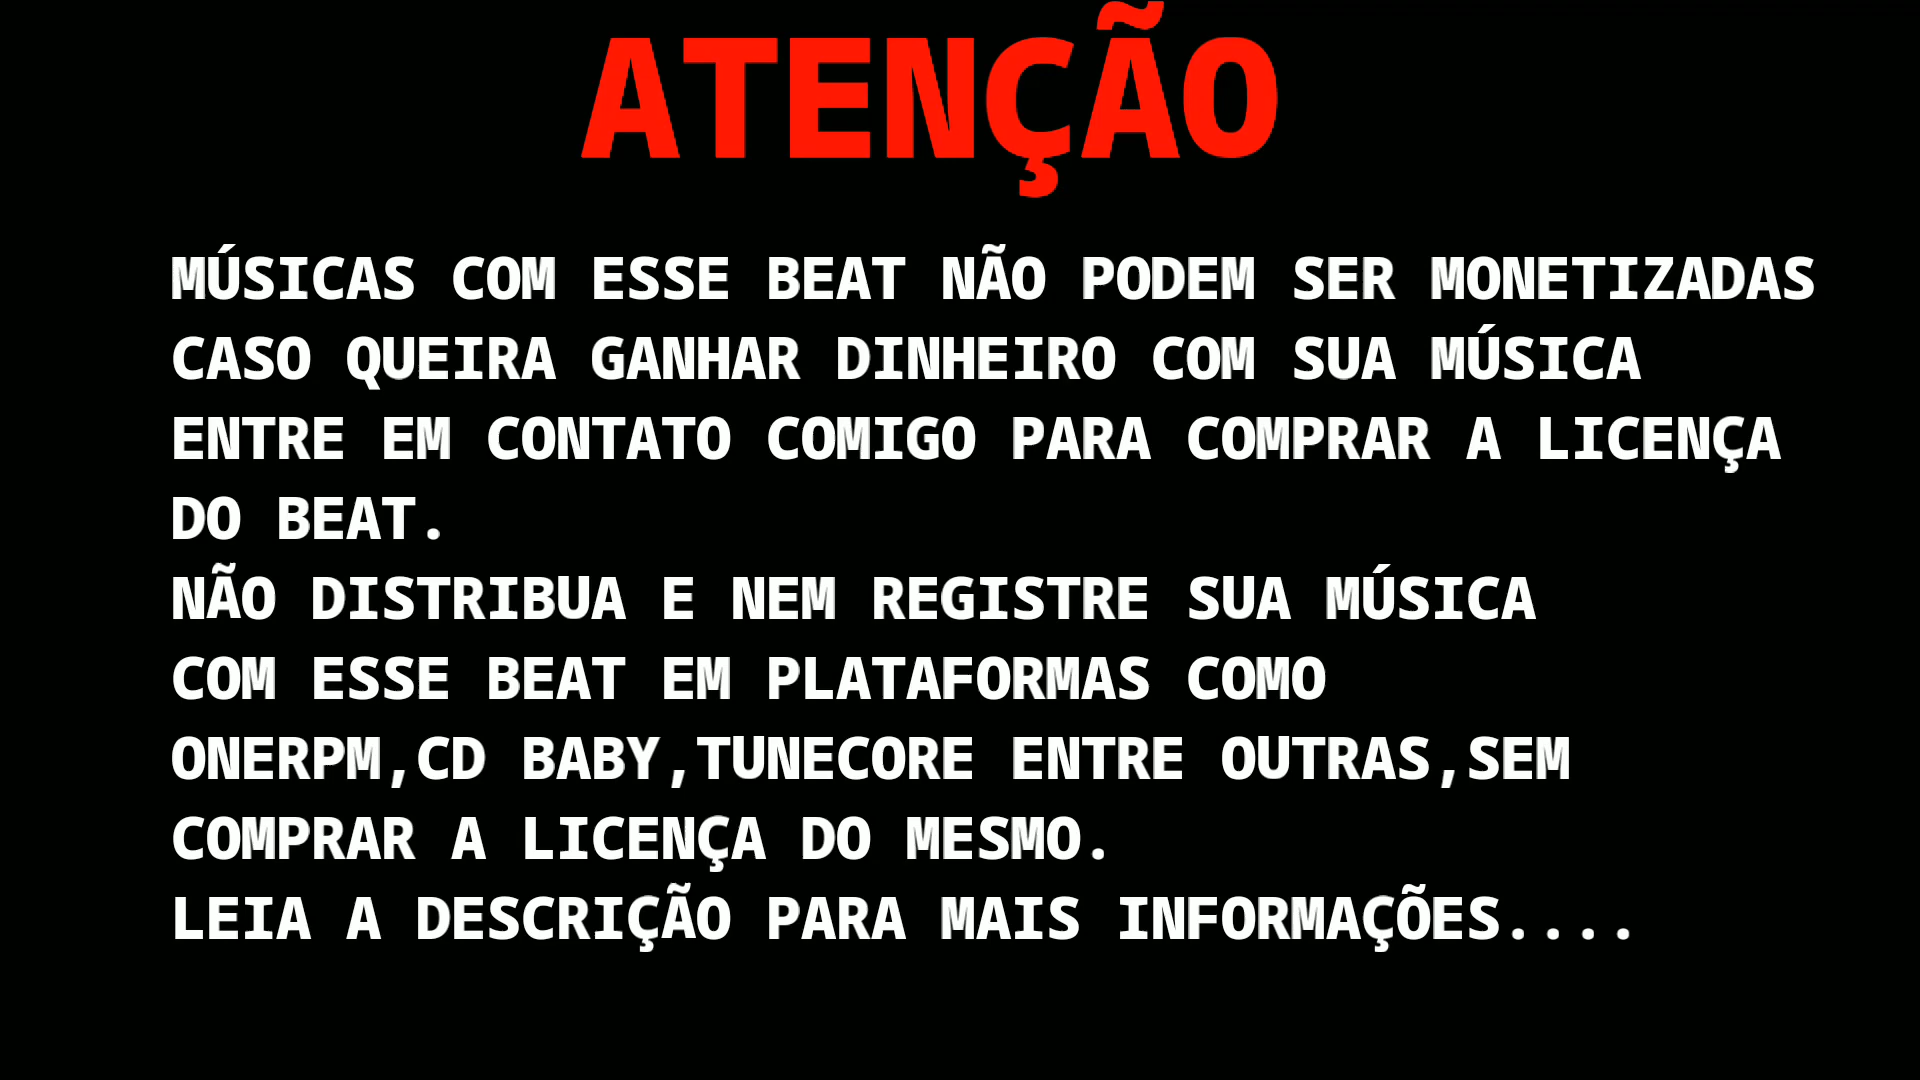 ATENÇÃO
MÚSICAS COM ESSE BEAT NÃO PODEM SER MONETIZADAS
CASO QUEIRA GANHAR DINHEIRO COM SUA MÚSICA
ENTRE EM CONTATO COMIGO PARA COMPRAR A LICENÇA
DO BEAT.
NÃO DISTRIBUA E NEM REGISTRE SUA MÚSICA
COM ESSE BEAT EM PLATAFORMAS COMO
ONERPM,CD BABY,TUNECORE ENTRE OUTRAS,SEM
COMPRAR A LICENÇA DO MESMO.
LEIA A DESCRIÇÃO PARA MAIS INFORMAÇÕES....